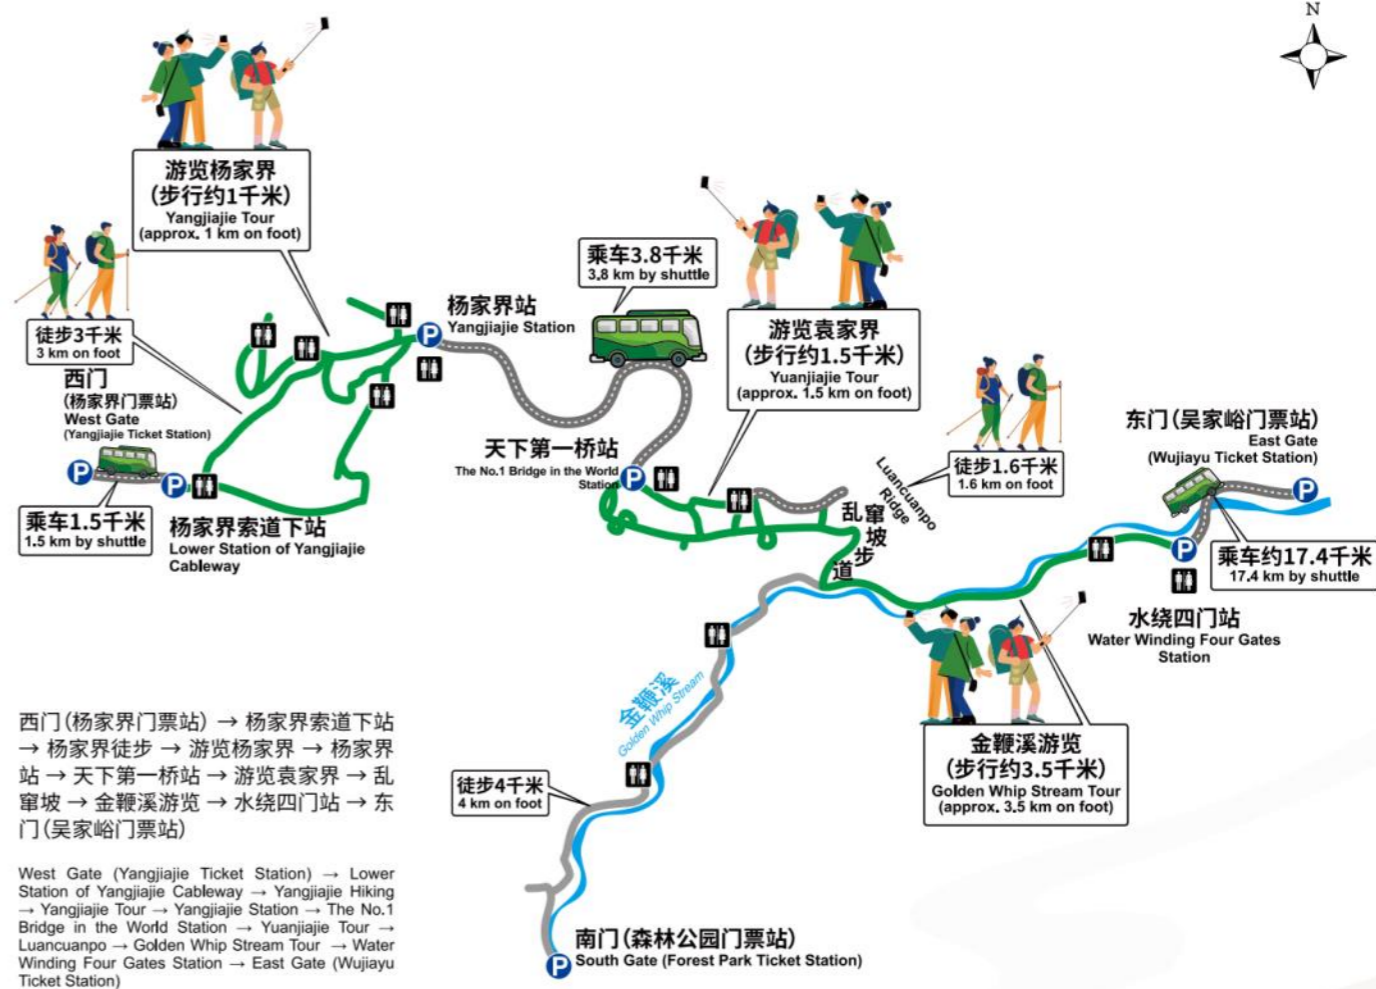 N
游览杨家界
(步行约1千米)
Yangjiajie Tour
(approx. 1 km on foot)
徒步3千米
3 km on foot
西门
(杨家界门票站)
West Gate
(Yangjiajie Ticket Station)
乘车1.5千米
1.5 km by shuttle
P
P
杨家界索道下站
Lower Station of Yangjiajie
Cableway
P
杨家界站
Yangjiajie Station
乘车3.8千米
3.8 km by shuttle
天下第一桥站
The No.1 Bridge in the World
Station
P
游览袁家界
(步行约1.5千米)
Yuanjiajie Tour
(approx. 1.5 km on foot)
徒步1.6千米
1.6 km on foot
Luancuanpo
Ridge
乱窜坡步道
东门(吴家峪门票站)
East Gate
(Wujiayu Ticket Station)
P
乘车约17.4千米
17.4 km by shuttle
P
水绕四门站
Water Winding Four Gates
Station
金鞭溪
Golden Whip Stream
金鞭溪游览
(步行约3.5千米)
Golden Whip Stream Tour
(approx. 3.5 km on foot)
徒步4千米
4 km on foot
南门(森林公园门票站)
South Gate (Forest Park Ticket Station)
P
西门(杨家界门票站) → 杨家界索道下站
→ 杨家界徒步 → 游览杨家界 → 杨家界
站 → 天下第一桥站 → 游览袁家界 → 乱
窜坡 → 金鞭溪游览 → 水绕四门站 → 东
门(吴家峪门票站)
West Gate (Yangjiajie Ticket Station) → Lower
Station of Yangjiajie Cableway → Yangjiajie Hiking
→ Yangjiajie Tour → Yangjiajie Station → The No.1
Bridge in the World Station → Yuanjiajie Tour →
Luancuanpo → Golden Whip Stream Tour → Water
Winding Four Gates Station → East Gate (Wujiayu
Ticket Station)